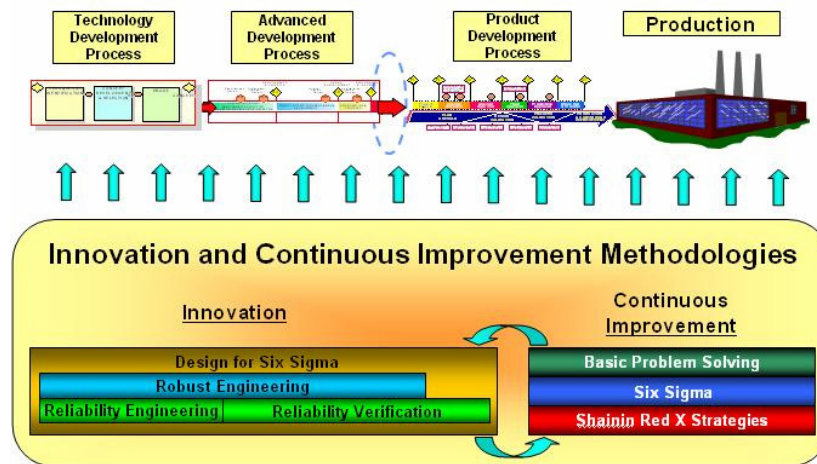 Technology
Development
Process
Advanced
Development
Process
Product
Development
Process
Production
Innovation and Continuous Improvement Methodologies
Innovation
Continuous
Improvement
Design for Six Sigma
Robust Engineering
Reliability Engineering
Reliability Verification
Basic Problem Solving
Six Sigma
Shainin Red X Strategies